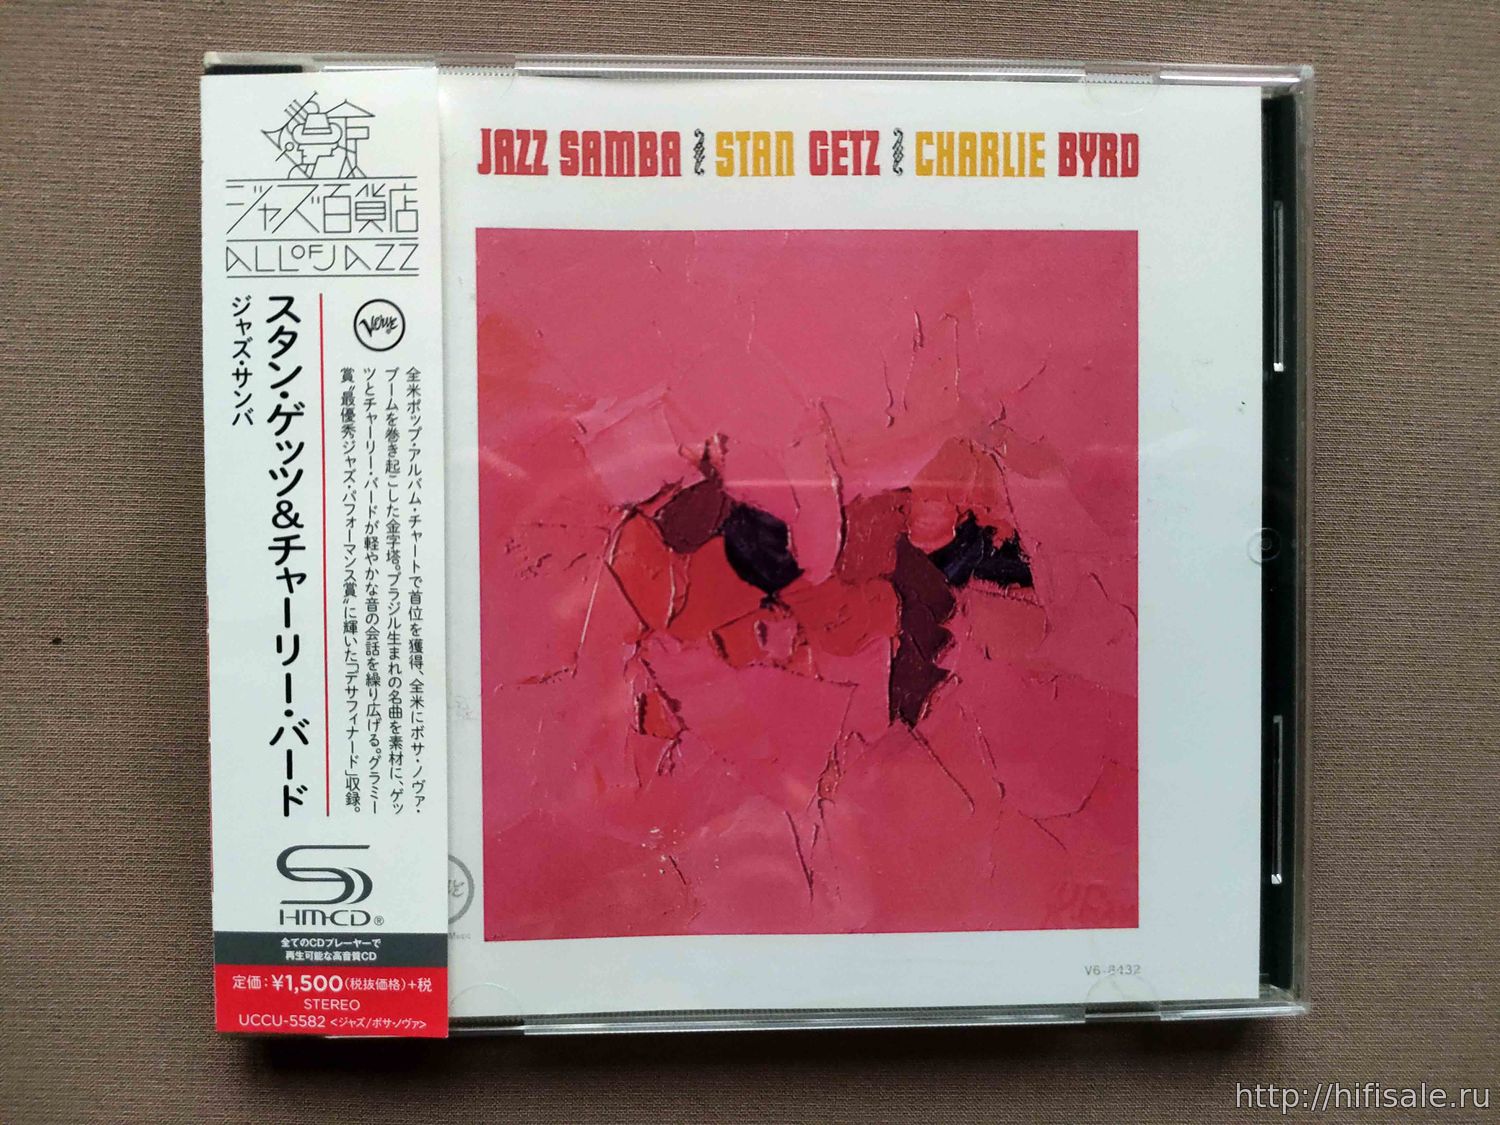 ジャズ百貨店
ALL OF JAZZ
スタン・ゲッツ&チャーリー・バード
ジャズ・サンバ
Verve
全米ポップ・アルバム・チャートで首位を獲得、全米にボサ・ノヴァ・
ブームを巻き起こした金字塔。ブラジル生まれの名曲を素材に、ゲッ
ツとチャーリー・バードが軽やかな音の会話を繰り広げる。グラミー
賞“最優秀ジャズ・パフォーマンス賞”に輝いた「デサフィナード」収録。
SHM-CD®
全てのCDプレーヤーで
再生可能な高音質CD
定価:¥1,500(税抜価格)+税
STEREO
UCCU-5582 <ジャズ/ボサ・ノヴァ>
JAZZ SAMBA STAN GETZ CHARLIE BYRD
V6-8432
http://hifisale.ru